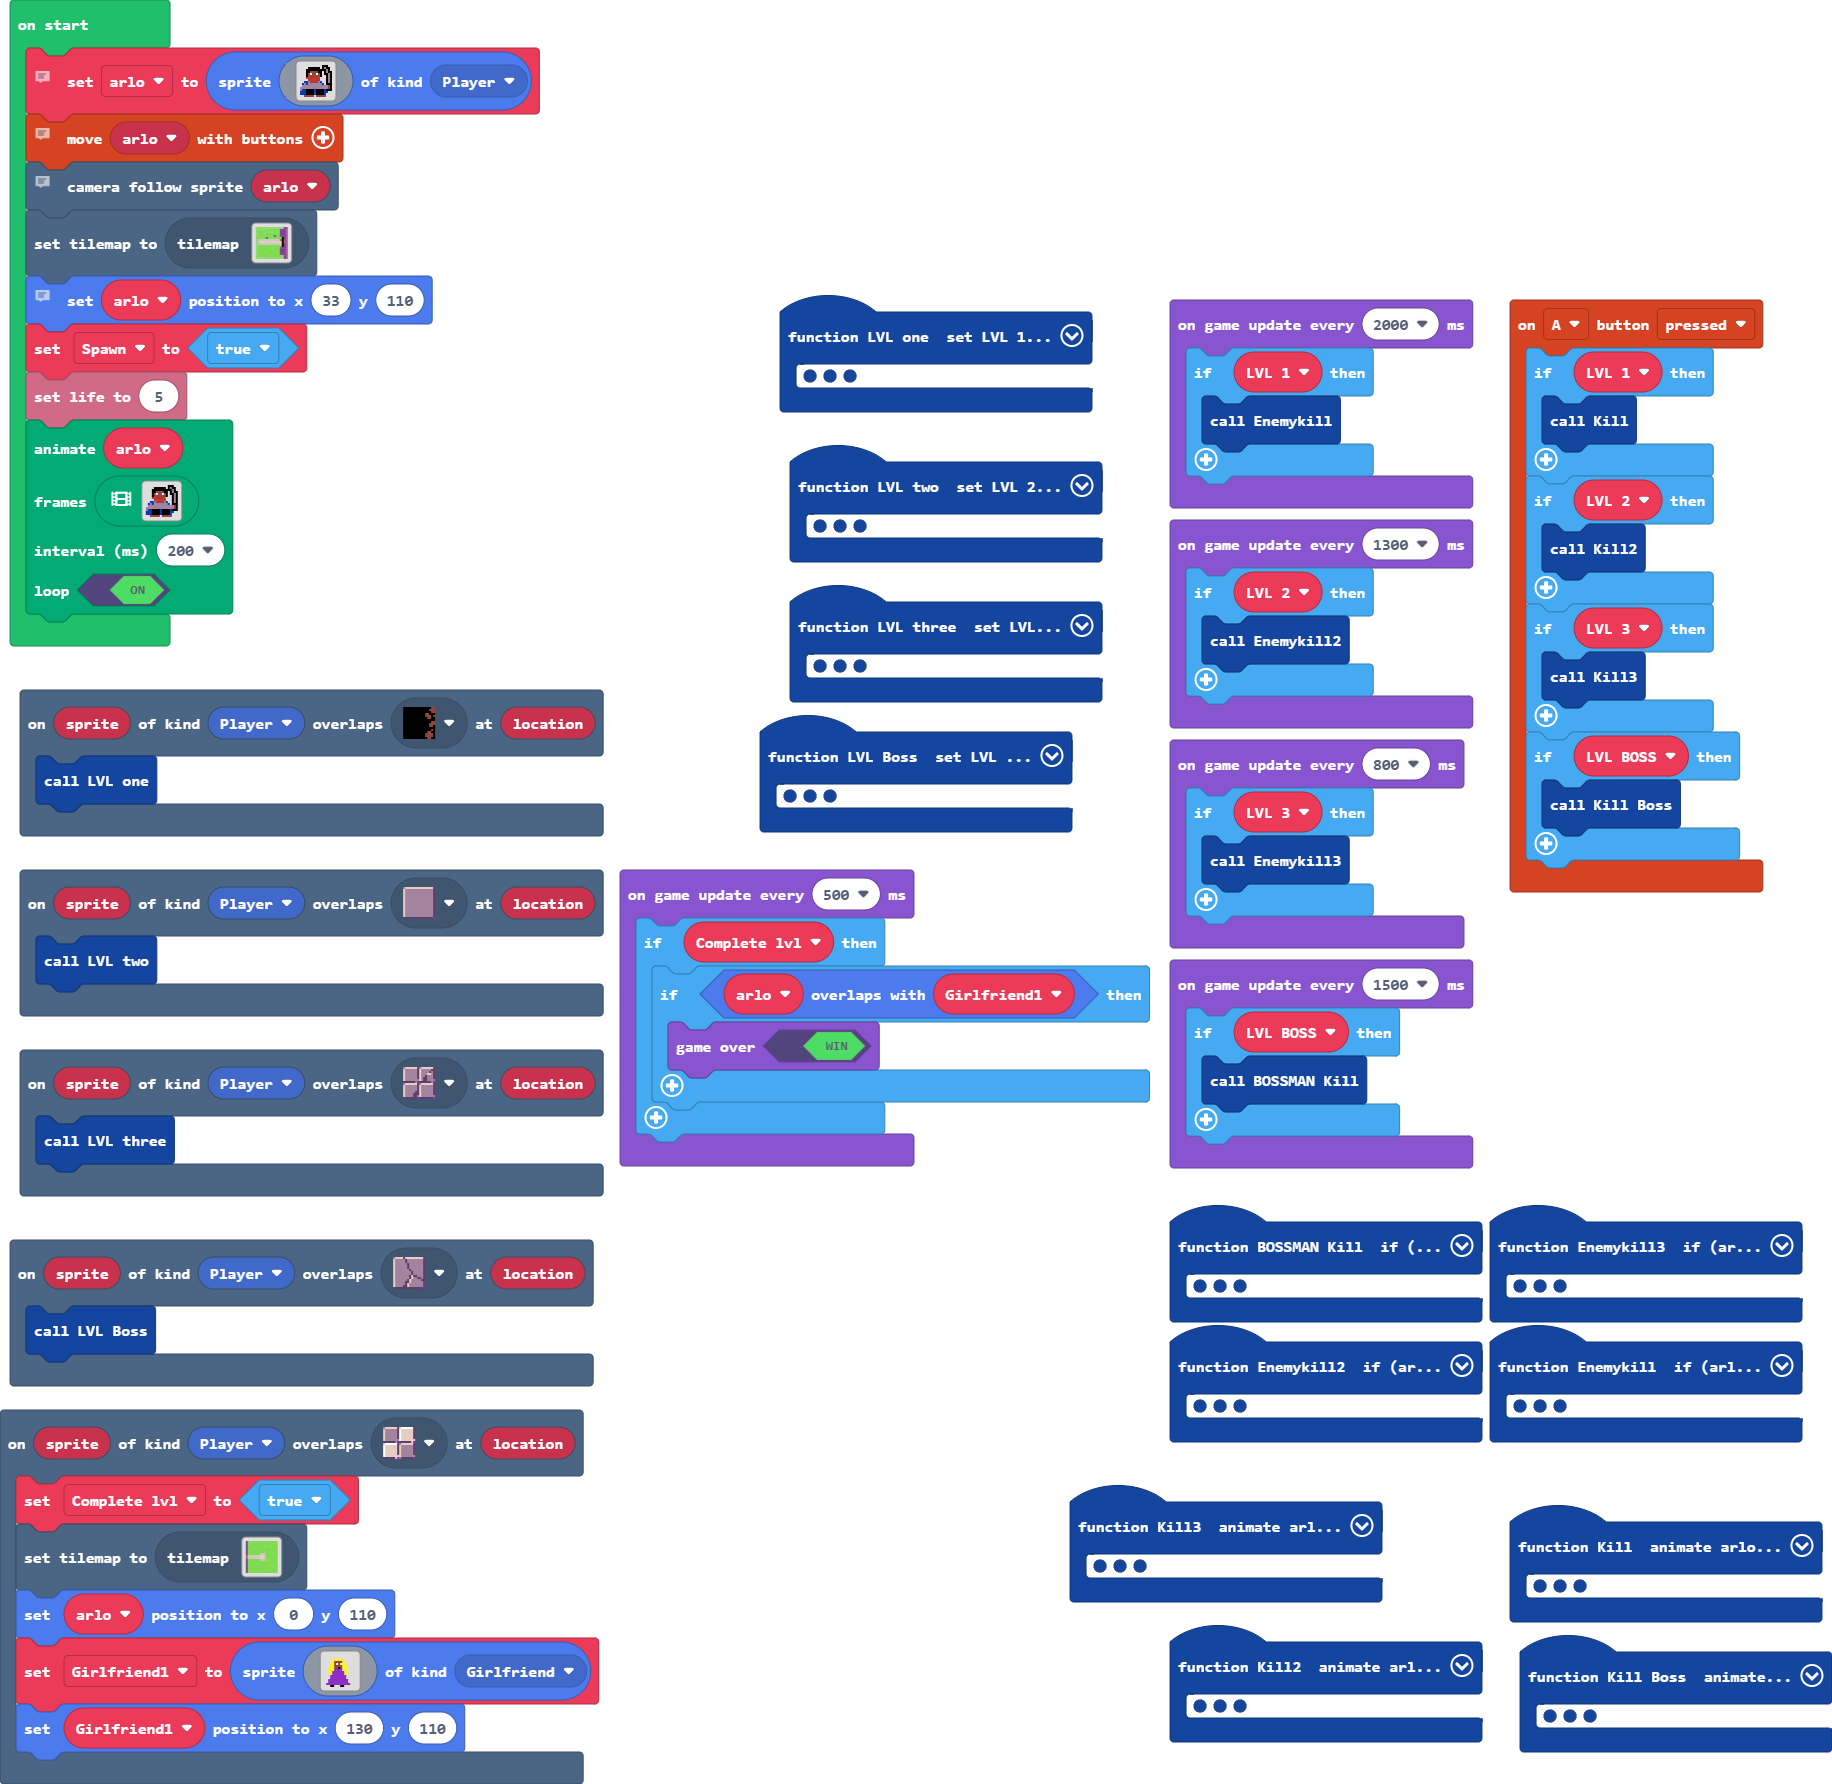 on start
set arlo to sprite of kind Player
move arlo with buttons
camera follow sprite arlo
set tilemap to tilemap
set arlo position to x 33 y 110
set Spawn to true
set life to 5
animate arlo
frames
interval (ms) 200
loop ON
on sprite of kind Player overlaps at location
call LVL one
on sprite of kind Player overlaps at location
call LVL two
on sprite of kind Player overlaps at location
call LVL three
on sprite of kind Player overlaps at location
call LVL Boss
on sprite of kind Player overlaps at location
set Complete lvl to true
set tilemap to tilemap
set arlo position to x 0 y 110
set Girlfriend1 to sprite of kind Girlfriend
set Girlfriend1 position to x 130 y 110
function LVL one set LVL 1...
function LVL two set LVL 2...
function LVL three set LVL...
function LVL Boss set LVL ...
on game update every 500 ms
if Complete lvl then
if arlo overlaps with Girlfriend1 then
game over WIN
on game update every 2000 ms
if LVL 1 then
call Enemykill
on game update every 1300 ms
if LVL 2 then
call Enemykill2
on game update every 800 ms
if LVL 3 then
call Enemykill3
on game update every 1500 ms
if LVL BOSS then
call BOSSMAN Kill
on A button pressed
if LVL 1 then
call Kill
if LVL 2 then
call Kill2
if LVL 3 then
call Kill3
if LVL BOSS then
call Kill Boss
function BOSSMAN Kill if (...
function Enemykill3 if (ar...
function Enemykill2 if (ar...
function Enemykill if (arl...
function Kill3 animate arl...
function Kill animate arlo...
function Kill2 animate arl...
function Kill Boss animate...